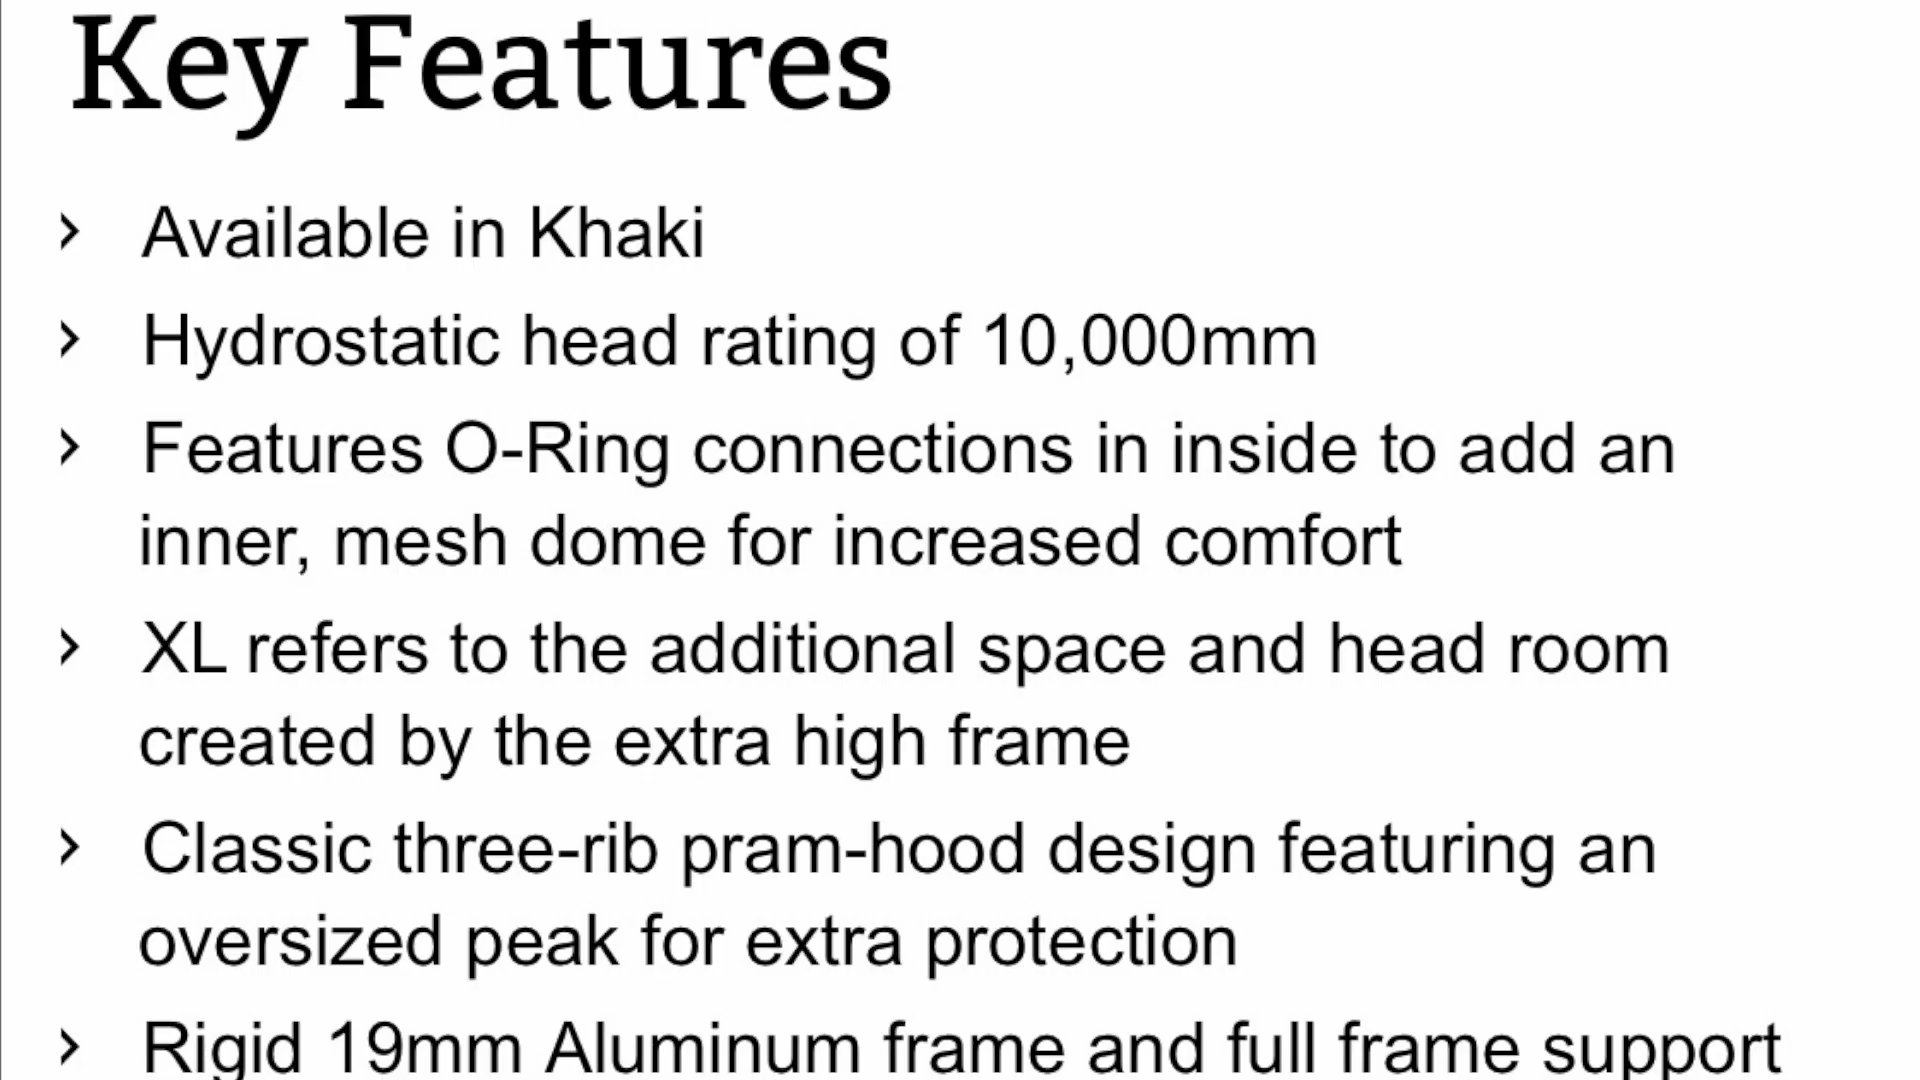 Key Features
› Available in Khaki
› Hydrostatic head rating of 10,000mm
› Features O-Ring connections in inside to add an
inner, mesh dome for increased comfort
› XL refers to the additional space and head room
created by the extra high frame
› Classic three-rib pram-hood design featuring an
oversized peak for extra protection
› Rigid 19mm Aluminum frame and full frame support